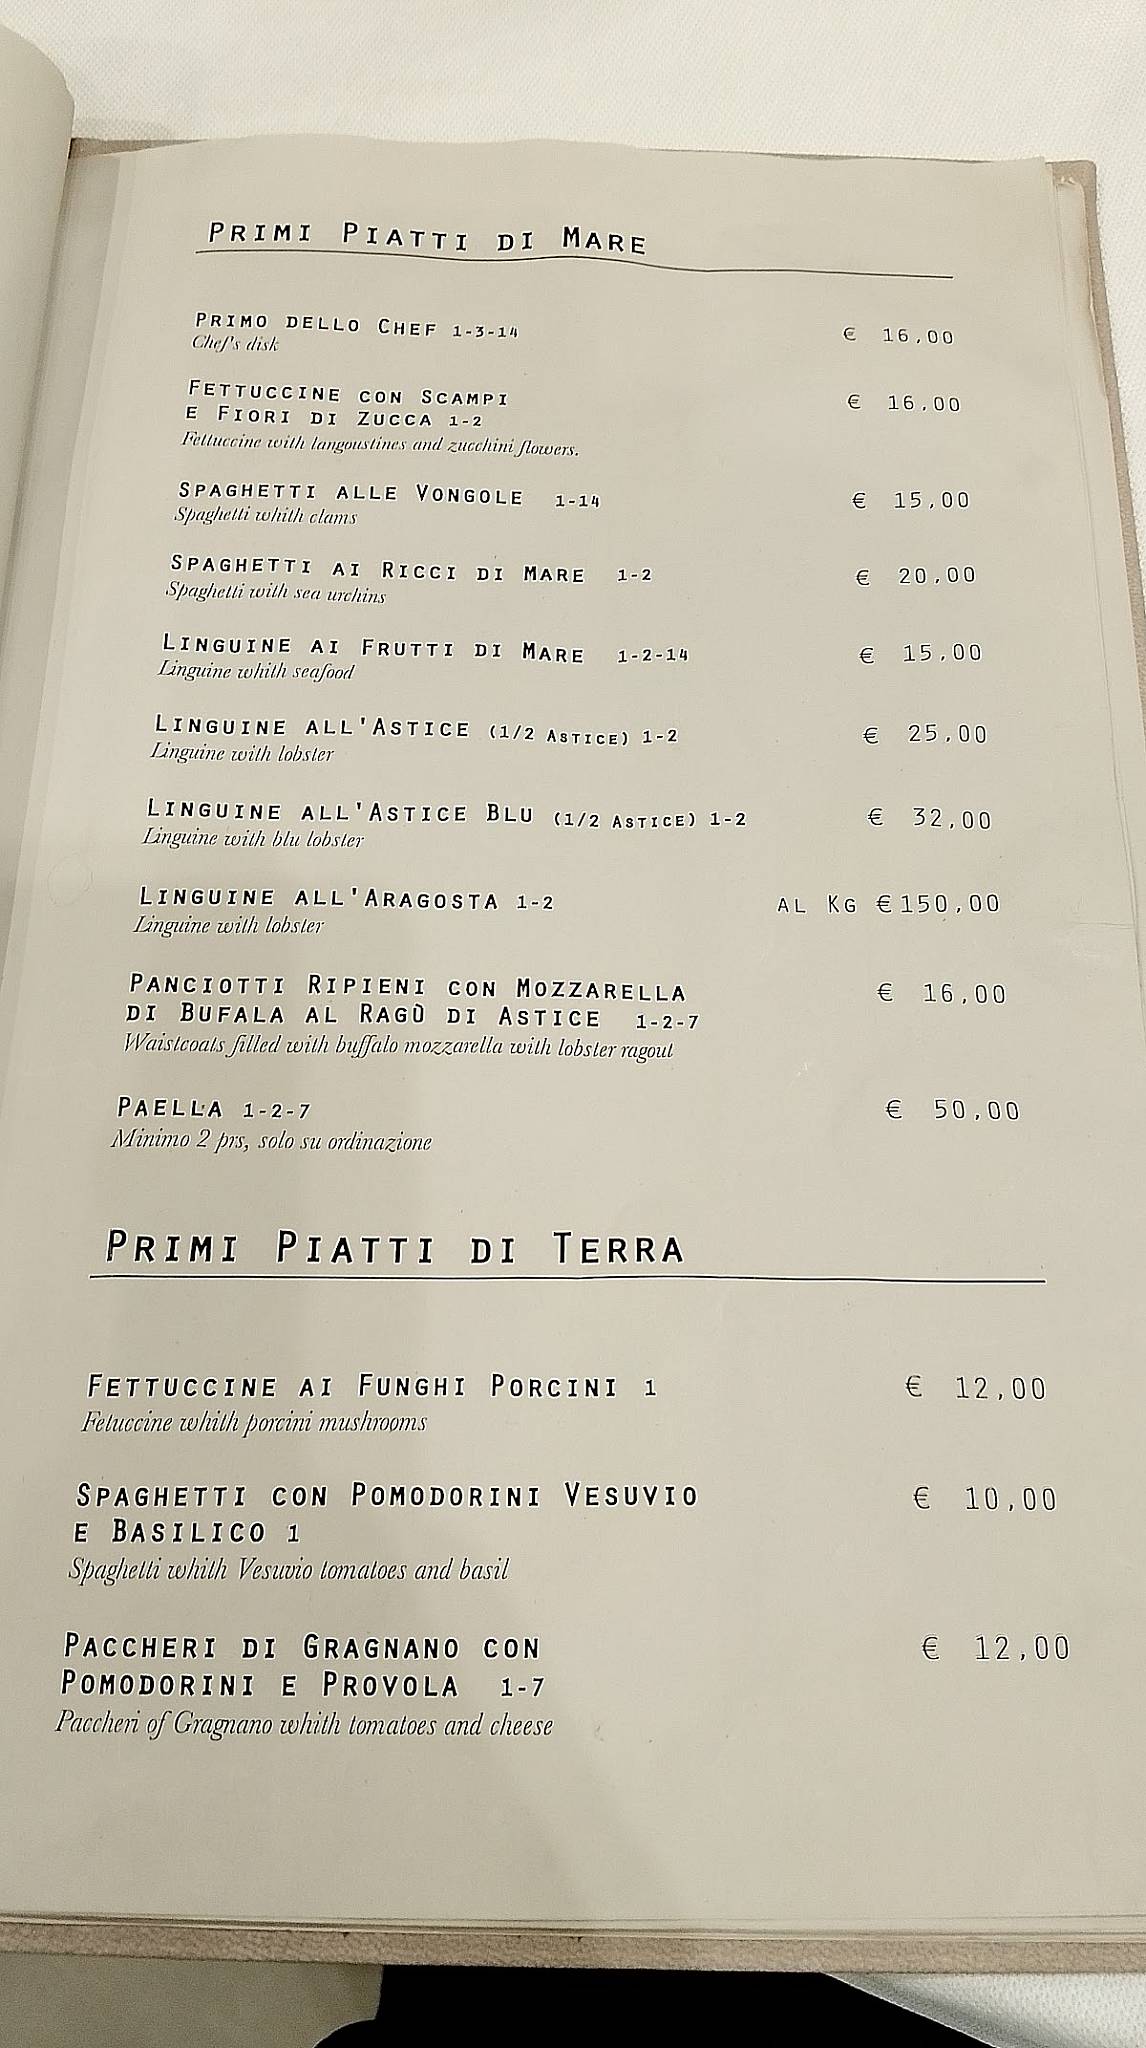 Primi Piatti di Mare
Primo dello Chef 1-3-14 € 16,00
Chef's disk
Fettuccine con Scampi € 16,00
e Fiori di Zucca 1-2
Fettuccine with langoustines and zucchini flowers.
Spaghetti alle Vongole 1-14 € 15,00
Spaghetti whith clams
Spaghetti ai Ricci di Mare 1-2 € 20,00
Spaghetti with sea urchins
Linguine ai Frutti di Mare 1-2-14 € 15,00
Linguine whith seafood
Linguine all'Astice (1/2 Astice) 1-2 € 25,00
Linguine with lobster
Linguine all'Astice Blu (1/2 Astice) 1-2 € 32,00
Linguine with blu lobster
Linguine all'Aragosta 1-2 al Kg €150,00
Linguine with lobster
Panciotti Ripieni con Mozzarella € 16,00
di Bufala al Ragù di Astice 1-2-7
Waistcoats filled with buffalo mozzarella with lobster ragout
Paella 1-2-7 € 50,00
Minimo 2 prs, solo su ordinazione
Primi Piatti di Terra
Fettuccine ai Funghi Porcini 1 € 12,00
Fetuccine whith porcini mushrooms
Spaghetti con Pomodorini Vesuvio € 10,00
e Basilico 1
Spaghetti whith Vesuvio tomatoes and basil
Paccheri di Gragnano con € 12,00
Pomodorini e Provola 1-7
Paccheri of Gragnano whith tomatoes and cheese